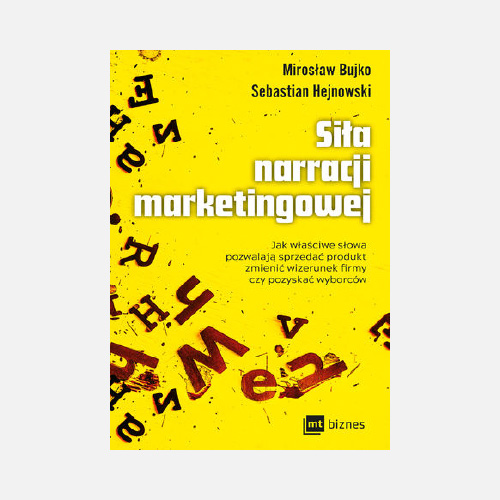 Mirosław Bujko
Sebastian Hejnowski
Siła
narracji
marketingowej
Jak właściwe słowa
pozwalają sprzedać produkt
zmienić wizerunek firmy
czy pozyskać wyborców
mt biznes